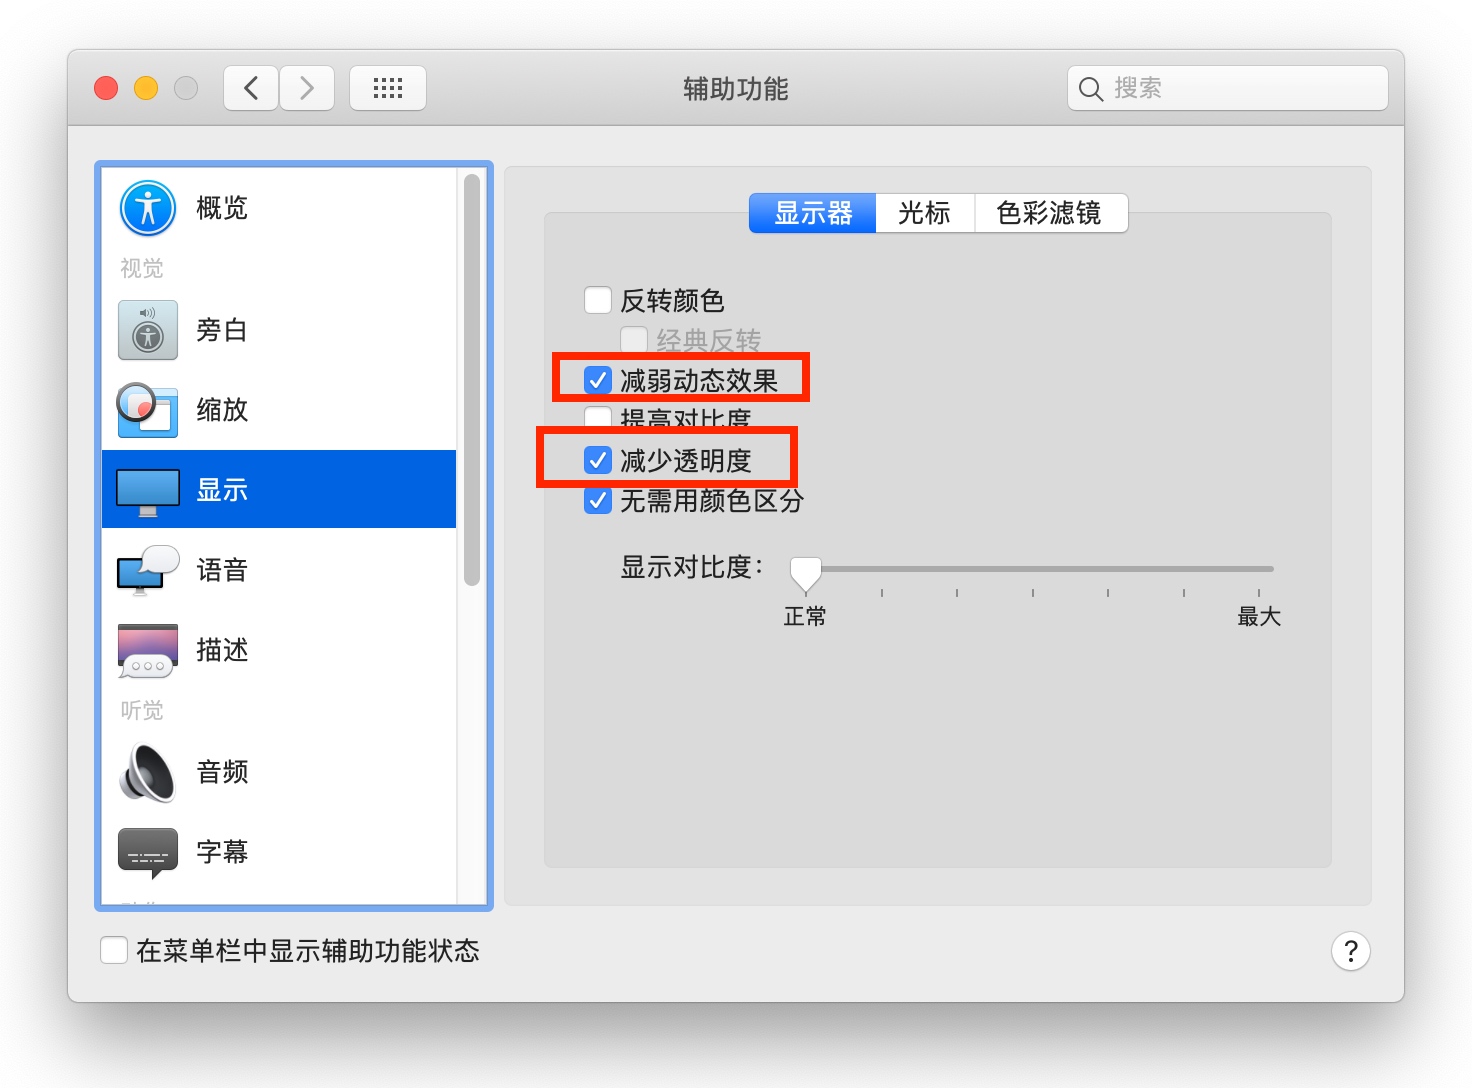 辅助功能
搜索
概览
视觉
旁白
缩放
显示
语音
描述
听觉
音频
字幕
显示器 光标 色彩滤镜
反转颜色
经典反转
减弱动态效果
提高对比度
减少透明度
无需用颜色区分
显示对比度：
正常 最大
在菜单栏中显示辅助功能状态
?